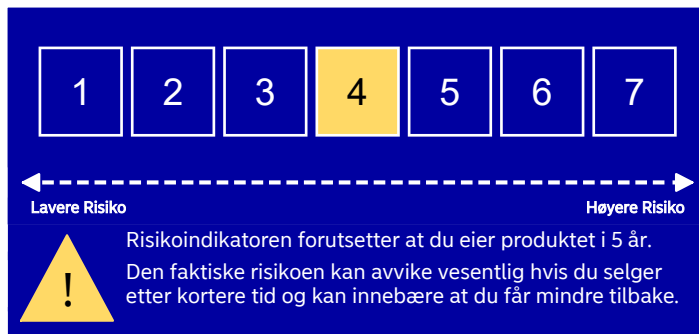 1 2 3 4 5 6 7
Lavere Risiko Høyere Risiko
Risikoindikatoren forutsetter at du eier produktet i 5 år.
Den faktiske risikoen kan avvike vesentlig hvis du selger
etter kortere tid og kan innebære at du får mindre tilbake.
!